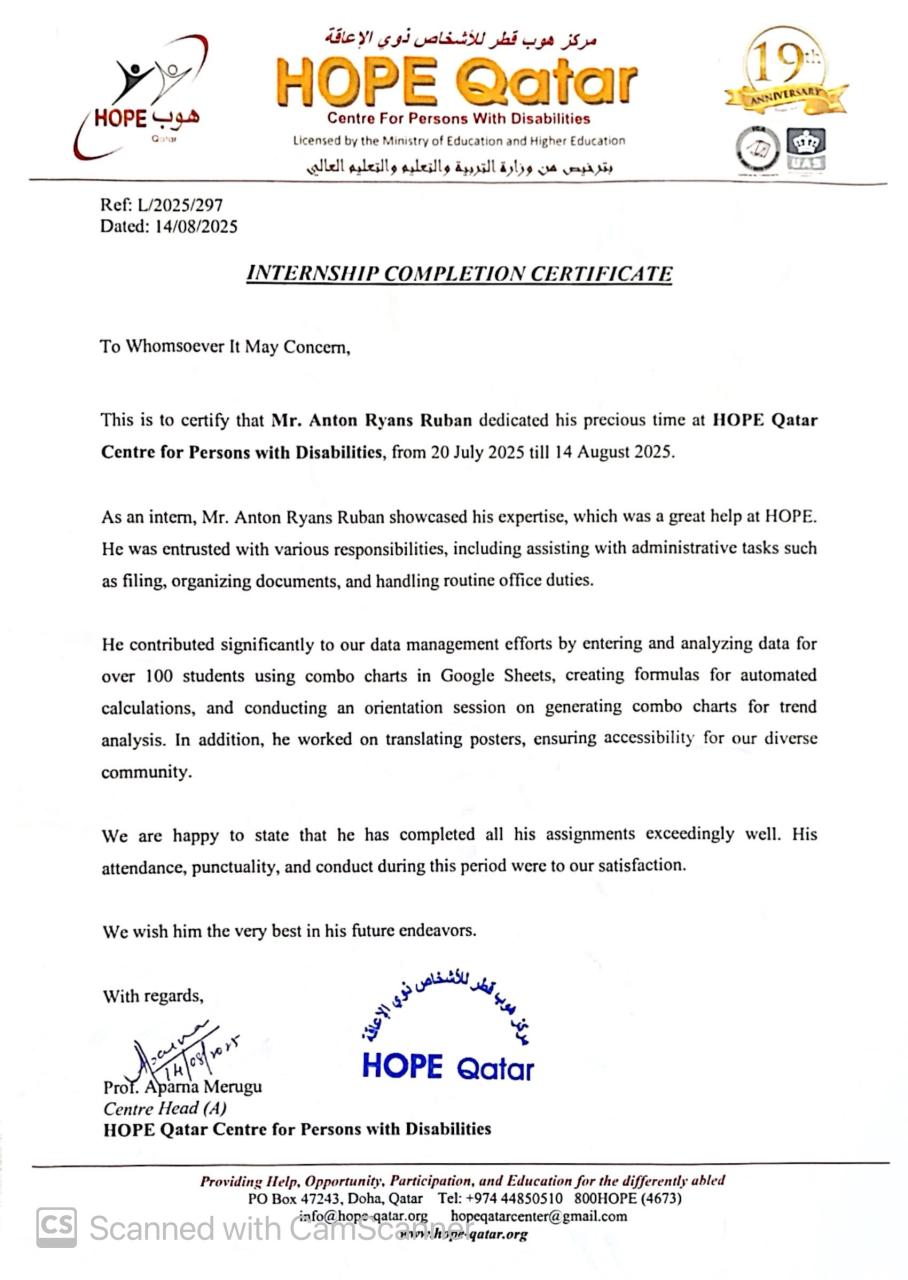 HOPE هوب
Qatar
مركز هوب قطر للأشخاص ذوي الإعاقة
HOPE Qatar
Centre For Persons With Disabilities
Licensed by the Ministry of Education and Higher Education
بترخيص من وزارة التربية والتعليم والتعليم العالي
19th
ANNIVERSARY
UAS
Ref: L/2025/297
Dated: 14/08/2025
INTERNSHIP COMPLETION CERTIFICATE
To Whomsoever It May Concern,
This is to certify that Mr. Anton Ryans Ruban dedicated his precious time at HOPE Qatar
Centre for Persons with Disabilities, from 20 July 2025 till 14 August 2025.
As an intern, Mr. Anton Ryans Ruban showcased his expertise, which was a great help at HOPE.
He was entrusted with various responsibilities, including assisting with administrative tasks such
as filing, organizing documents, and handling routine office duties.
He contributed significantly to our data management efforts by entering and analyzing data for
over 100 students using combo charts in Google Sheets, creating formulas for automated
calculations, and conducting an orientation session on generating combo charts for trend
analysis. In addition, he worked on translating posters, ensuring accessibility for our diverse
community.
We are happy to state that he has completed all his assignments exceedingly well. His
attendance, punctuality, and conduct during this period were to our satisfaction.
We wish him the very best in his future endeavors.
With regards,
Aparna
14/08/2025
مركز هوب قطر للأشخاص ذوي الإعاقة
HOPE Qatar
Prof. Aparna Merugu
Centre Head (A)
HOPE Qatar Centre for Persons with Disabilities
Providing Help, Opportunity, Participation, and Education for the differently abled
PO Box 47243, Doha, Qatar Tel: +974 44850510 800HOPE (4673)
info@hope-qatar.org hopeqatarcenter@gmail.com
www.hope-qatar.org
CS Scanned with CamScanner